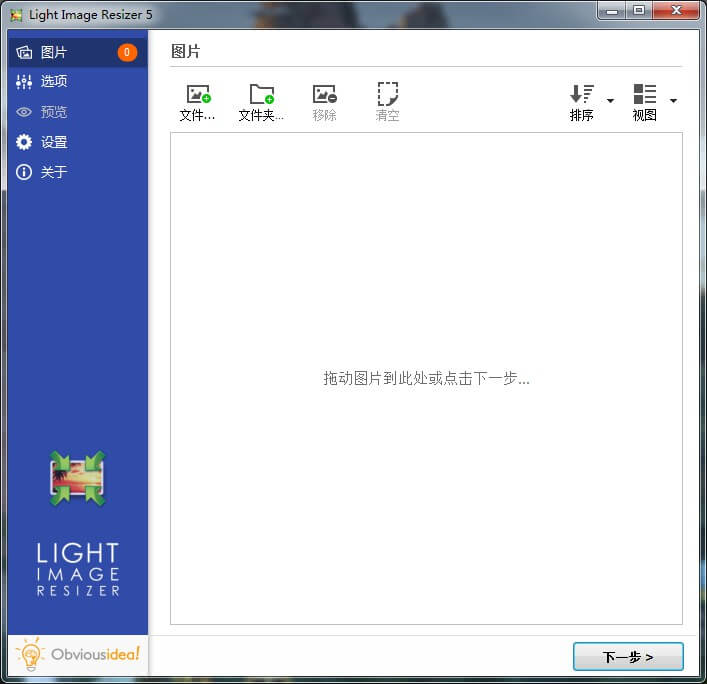 Light Image Resizer 5
图片
0
选项
预览
设置
关于
图片
文件...
文件夹...
移除
清空
排序
视图
拖动图片到此处或点击下一步...
LIGHT
IMAGE
RESIZER
Obviousidea!
下一步 >